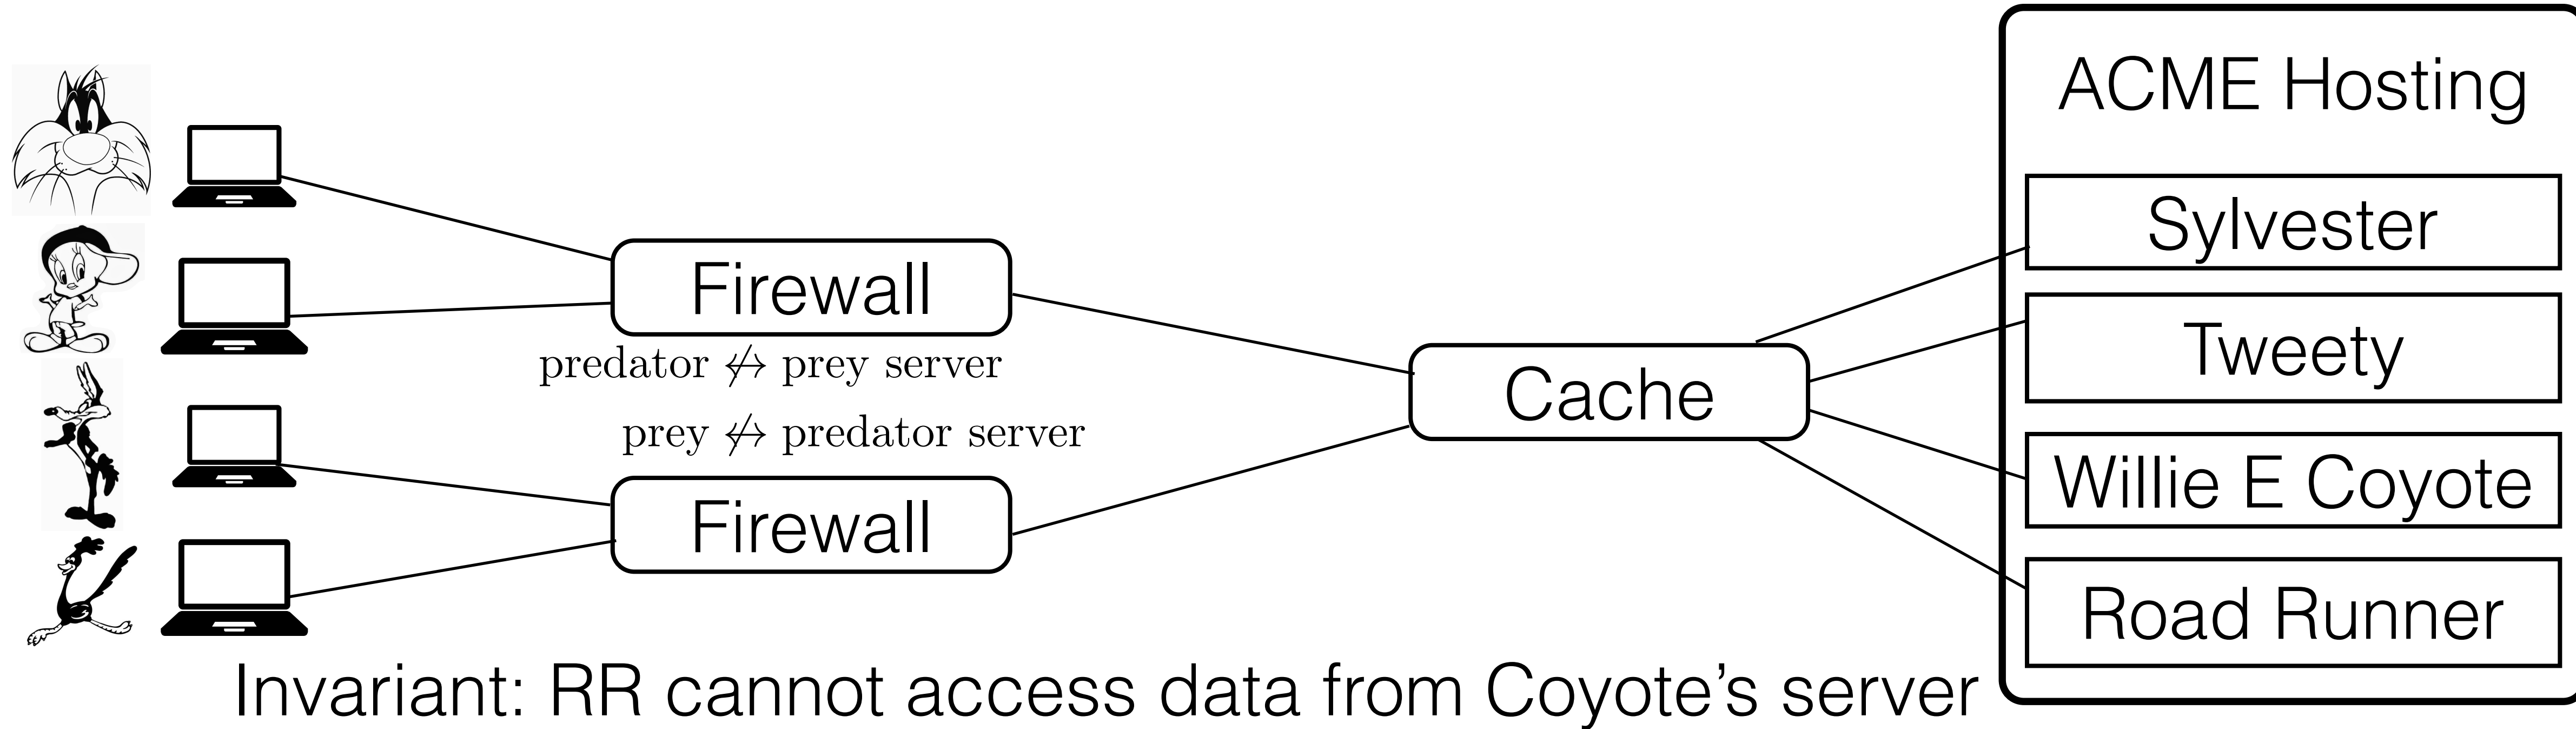 ACME Hosting
Sylvester
Firewall
Tweety
predator ↮ prey server
Cache
prey ↮ predator server
Willie E Coyote
Firewall
Road Runner
Invariant: RR cannot access data from Coyote’s server